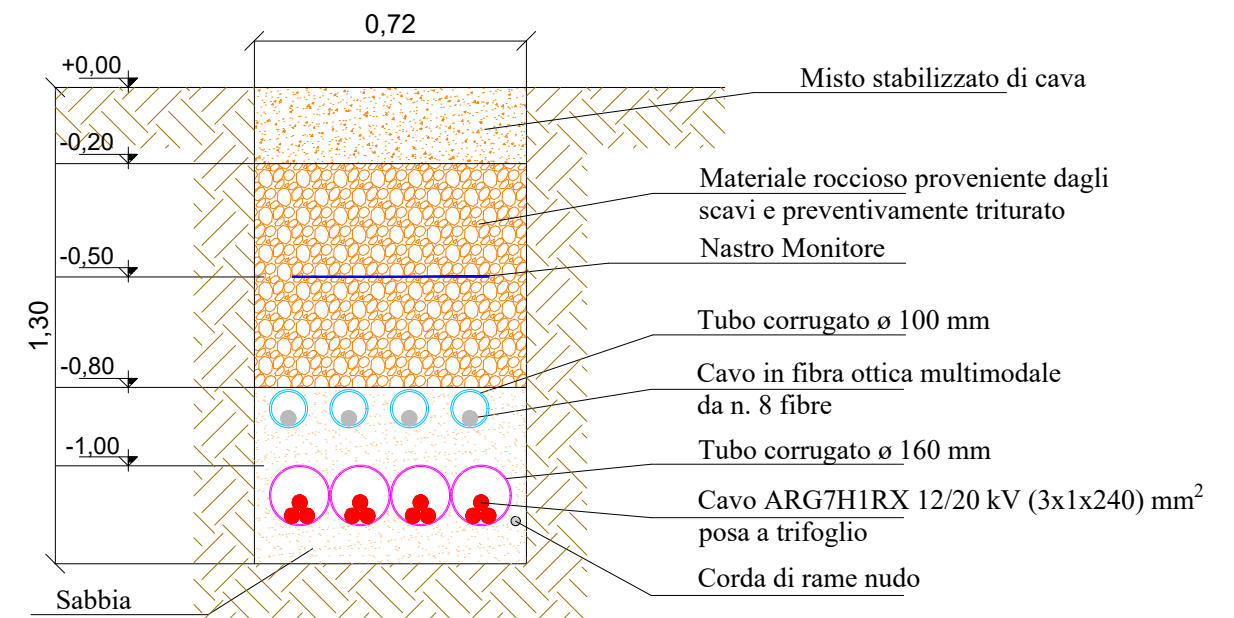 0,72
+0,00
Misto stabilizzato di cava
-0,20
Materiale roccioso proveniente dagli
scavi e preventivamente triturato
Nastro Monitore
-0,50
1,30
Tubo corrugato ø 100 mm
-0,80
Cavo in fibra ottica multimodale
da n. 8 fibre
-1,00
Tubo corrugato ø 160 mm
Cavo ARG7H1RX 12/20 kV (3x1x240) mm²
posa a trifoglio
Corda di rame nudo
Sabbia